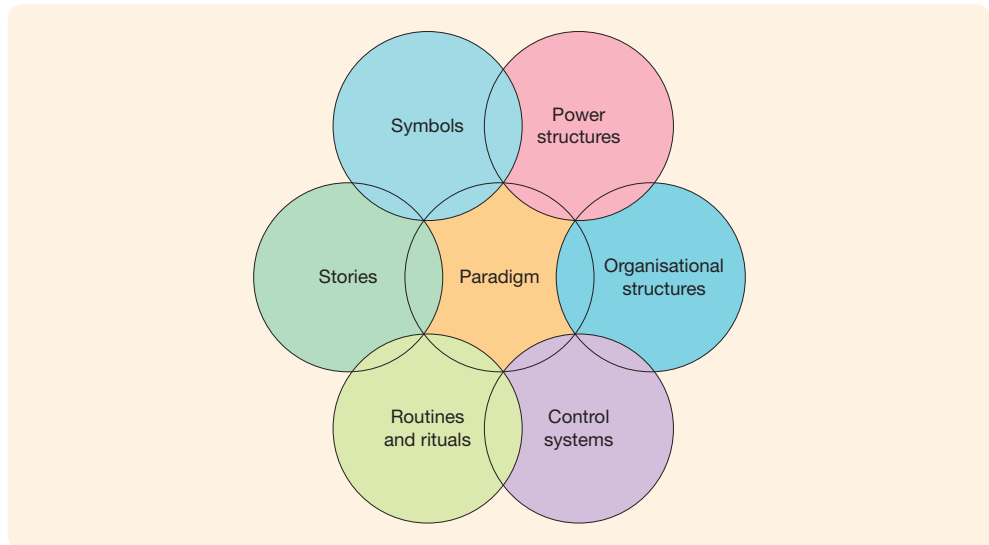 Symbols
Power
structures
Stories
Paradigm
Organisational
structures
Routines
and rituals
Control
systems